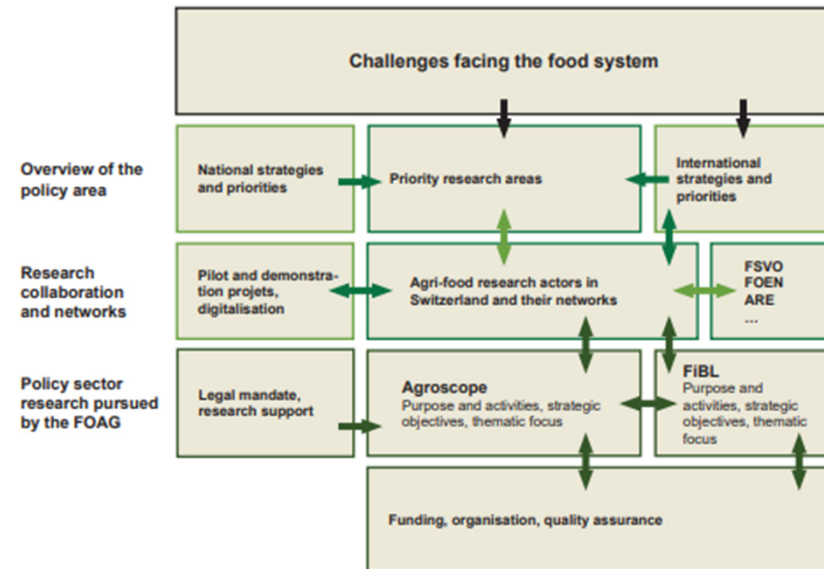 Challenges facing the food system
Overview of the
policy area
National strategies
and priorities
Priority research areas
International
strategies and
priorities
Research
collaboration
and networks
Pilot and demonstra-
tion projets,
digitalisation
Agri-food research actors in
Switzerland and their networks
FSVO
FOEN
ARE
...
Policy sector
research pursued
by the FOAG
Legal mandate,
research support
Agroscope
Purpose and activities, strategic
objectives, thematic focus
FiBL
Purpose and
activities, strategic
objectives, thematic
focus
Funding, organisation, quality assurance